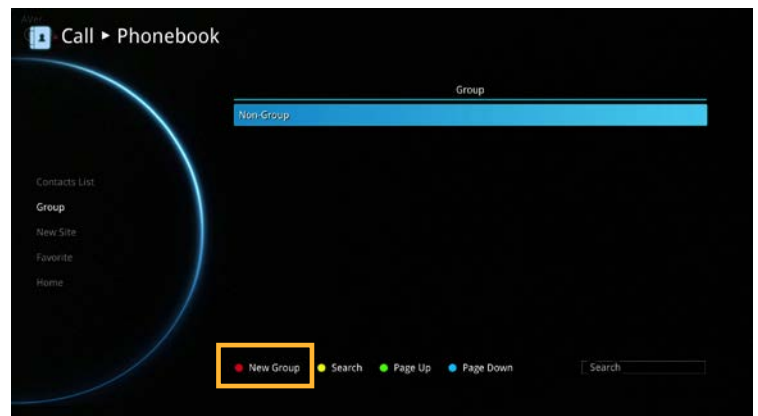 AVer
Call ▸ Phonebook
Group
Non-Group
Contacts List
Group
New Site
Favorite
Home
New Group Search Page Up Page Down Search